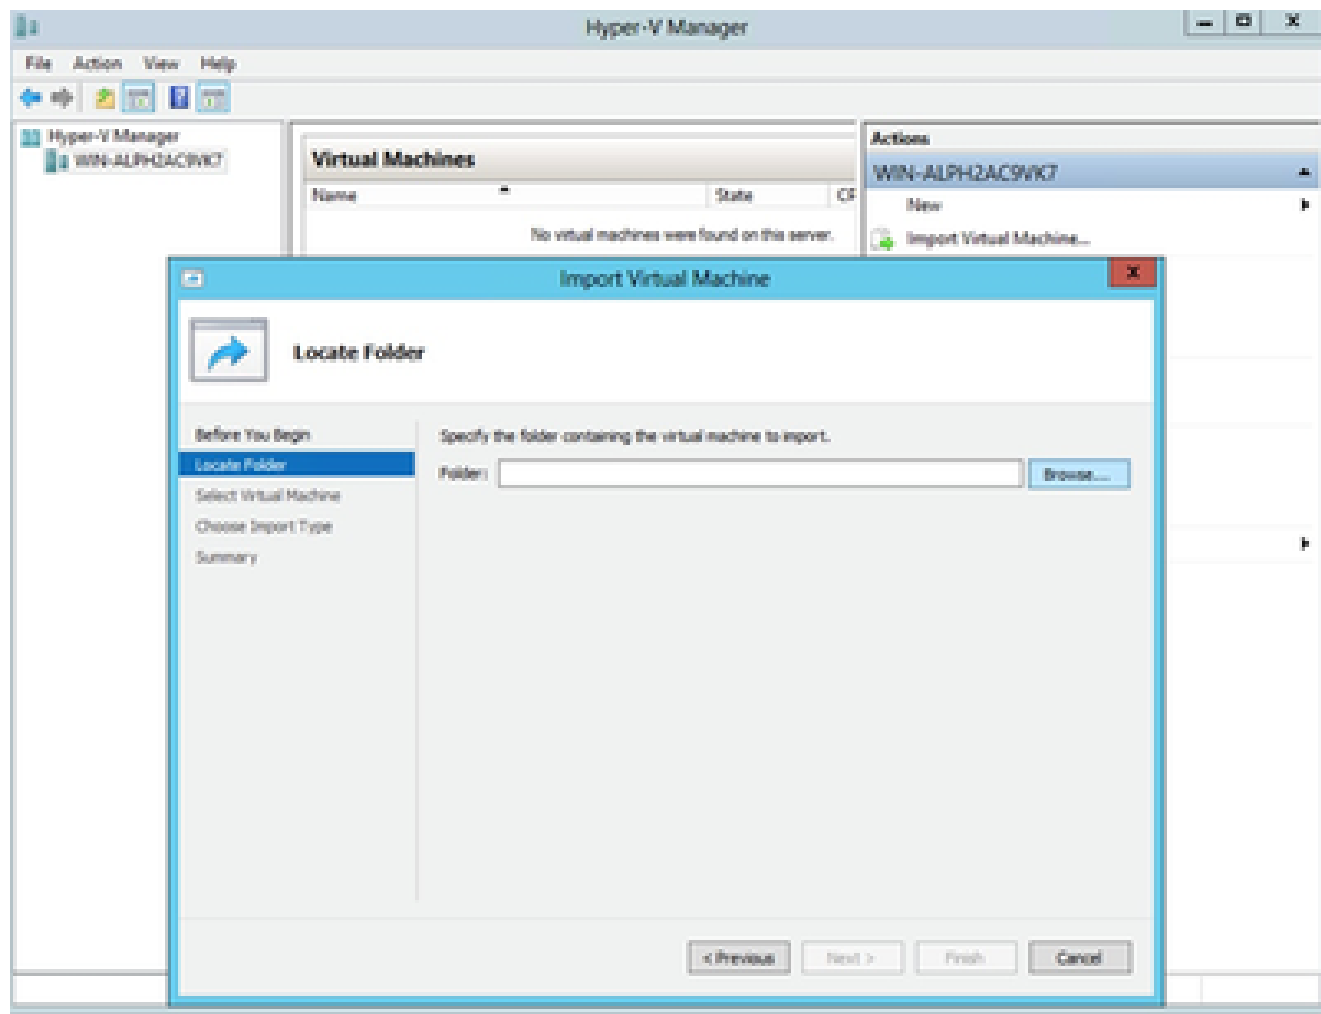 Hyper-V Manager
File Action View Help
Hyper-V Manager
WIN-ALPH2AC9VK7
Virtual Machines
Name State CP
No virtual machines were found on this server.
Actions
WIN-ALPH2AC9VK7
New
Import Virtual Machine...
Import Virtual Machine
Locate Folder
Before You Begin
Locate Folder
Select Virtual Machine
Choose Import Type
Summary
Specify the folder containing the virtual machine to import.
Folder: Browse...
< Previous Next > Finish Cancel